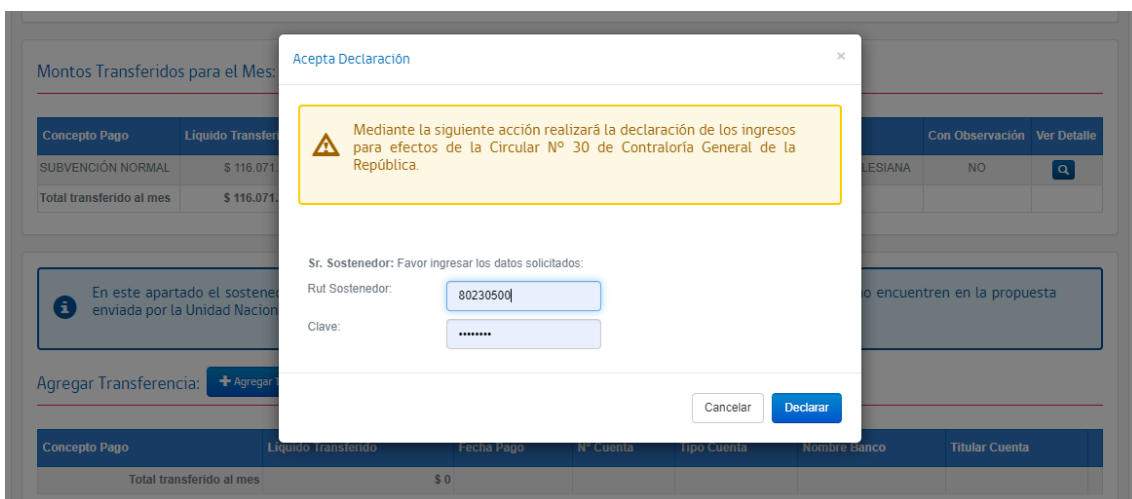 Acepta Declaración ×
Montos Transferidos para el Mes:
Mediante la siguiente acción realizará la declaración de los ingresos
para efectos de la Circular Nº 30 de Contraloría General de la
República.
Concepto Pago Líquido Con Observación Ver Detalle
SUBVENCIÓN NORMAL $ 116.071. NO
Total transferido al mes $ 116.071.
Sr. Sostenedor: Favor ingresar los datos solicitados:
Rut Sostenedor: 80230500
Clave: ••••••••
En este apartado el encuentren en la propuesta
enviada por la Unidad
Cancelar Declarar
Agregar Transferencia: + Agregar
Concepto Pago Líquido Transferido Fecha Pago Nº Cuenta Tipo Cuenta Nombre Banco Titular Cuenta
Total transferido al mes $ 0